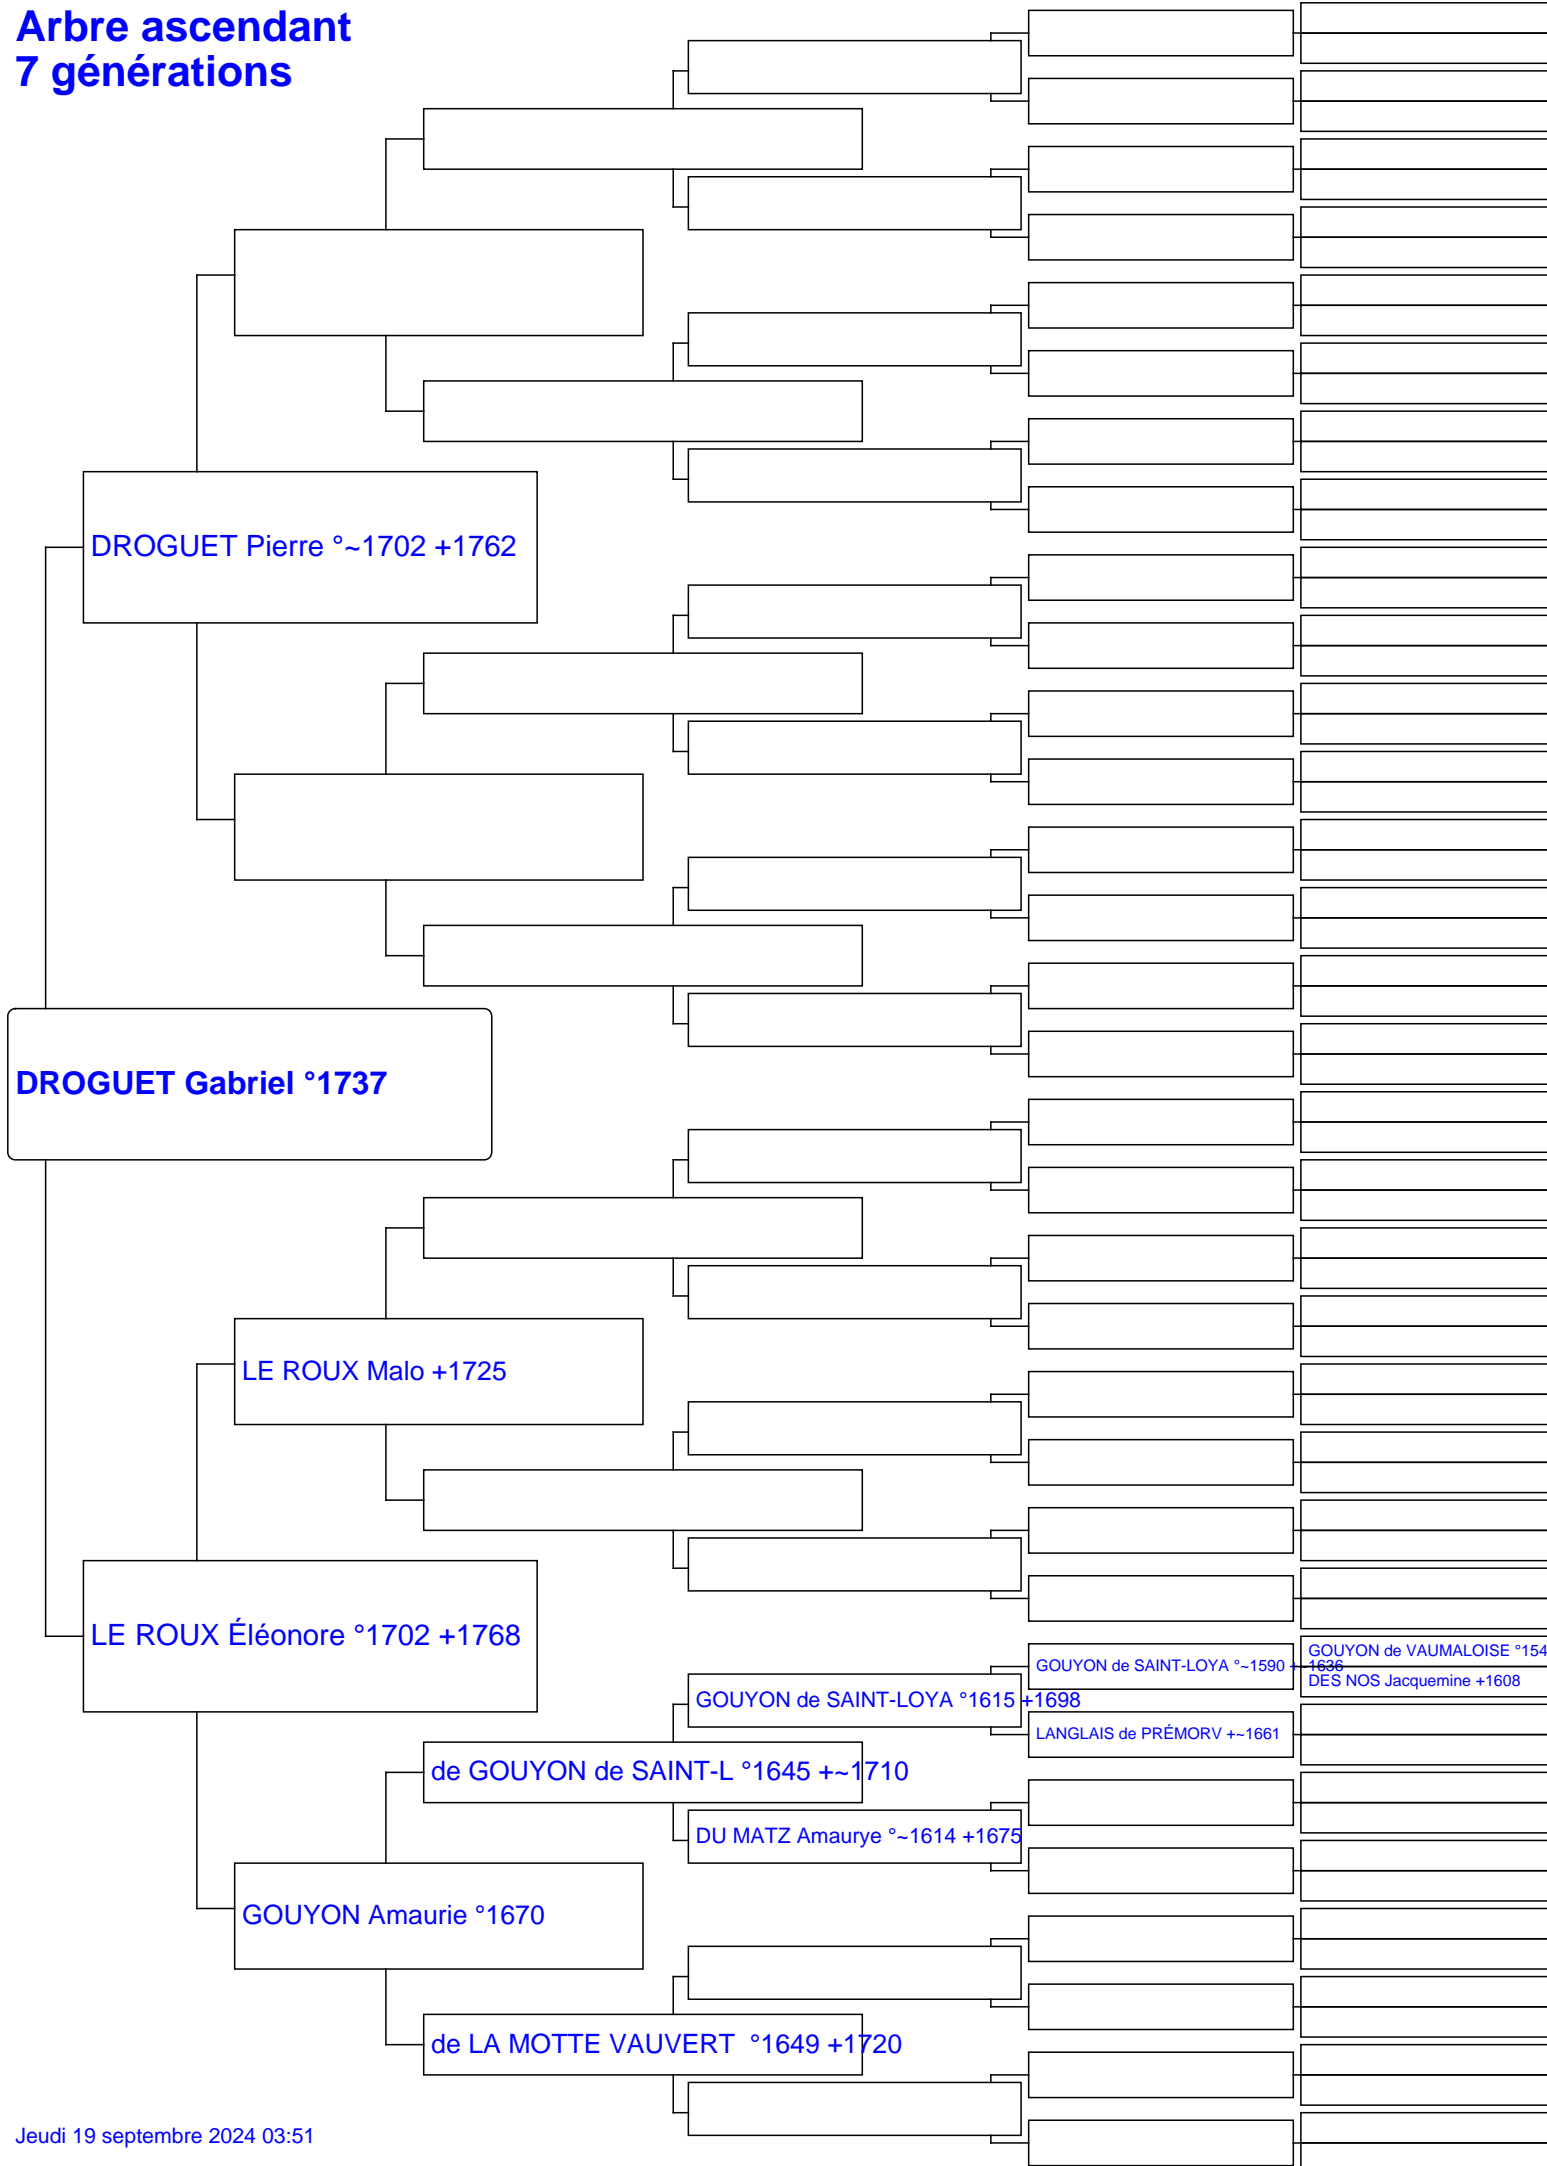 Arbre ascendant
7 générations
DROGUET Pierre °~1702 +1762
DROGUET Gabriel °1737
LE ROUX Malo +1725
LE ROUX Éléonore °1702 +1768
GOUYON de VAUMALOISE °154
GOUYON de SAINT-LOYA °~1590 +~1636
DES NOS Jacquemine +1608
GOUYON de SAINT-LOYA °1615 +1698
LANGLAIS de PRÉMORV +~1661
de GOUYON de SAINT-L °1645 +~1710
DU MATZ Amaurye °~1614 +1675
GOUYON Amaurie °1670
de LA MOTTE VAUVERT °1649 +1720
Jeudi 19 septembre 2024 03:51